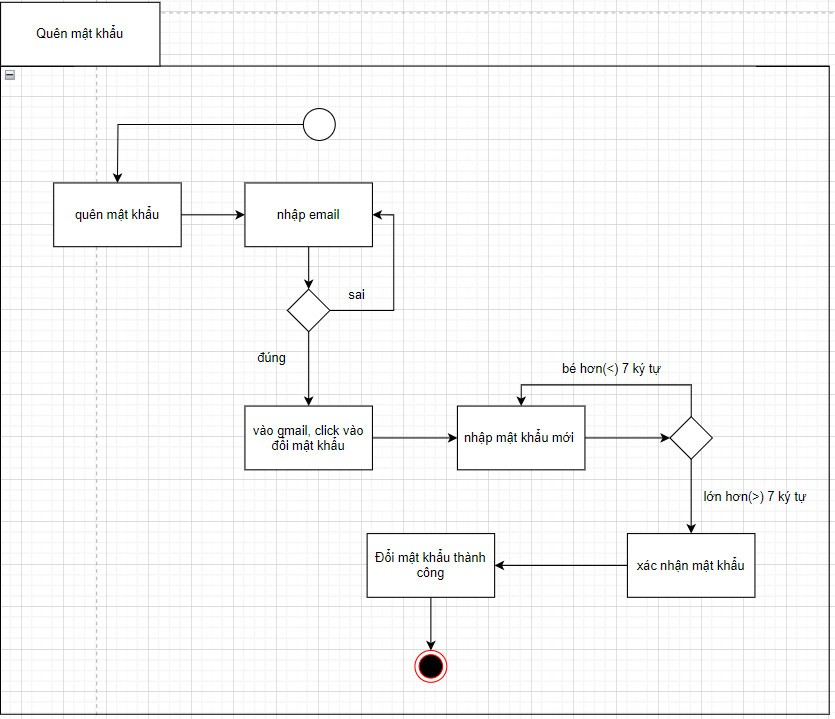 Quên mật khẩu
quên mật khẩu
nhập email
sai
đúng
bé hơn(<) 7 ký tự
vào gmail, click vào
đổi mật khẩu
nhập mật khẩu mới
lớn hơn(>) 7 ký tự
Đổi mật khẩu thành
công
xác nhận mật khẩu